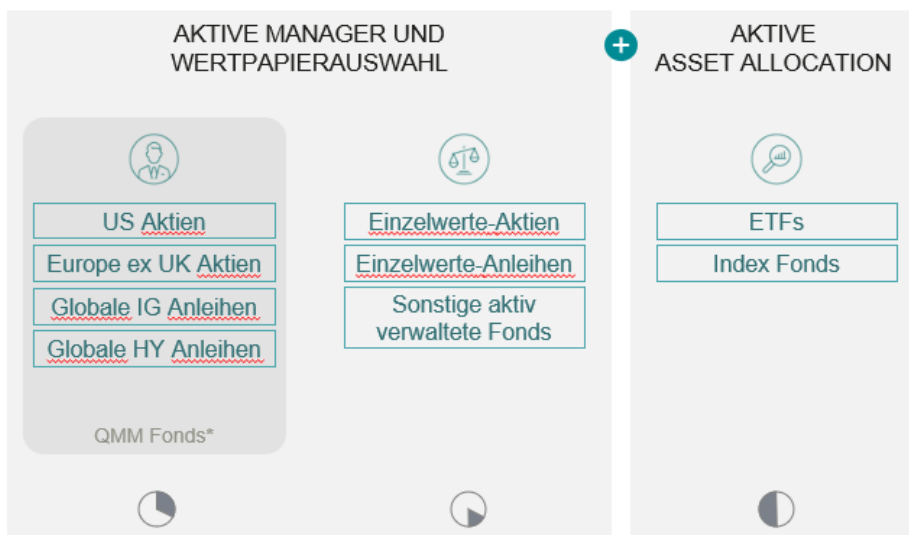 AKTIVE MANAGER UND
WERTPAPIERAUSWAHL
+
AKTIVE
ASSET ALLOCATION
US Aktien
Europe ex UK Aktien
Globale IG Anleihen
Globale HY Anleihen
QMM Fonds*
Einzelwerte-Aktien
Einzelwerte-Anleihen
Sonstige aktiv
verwaltete Fonds
ETFs
Index Fonds